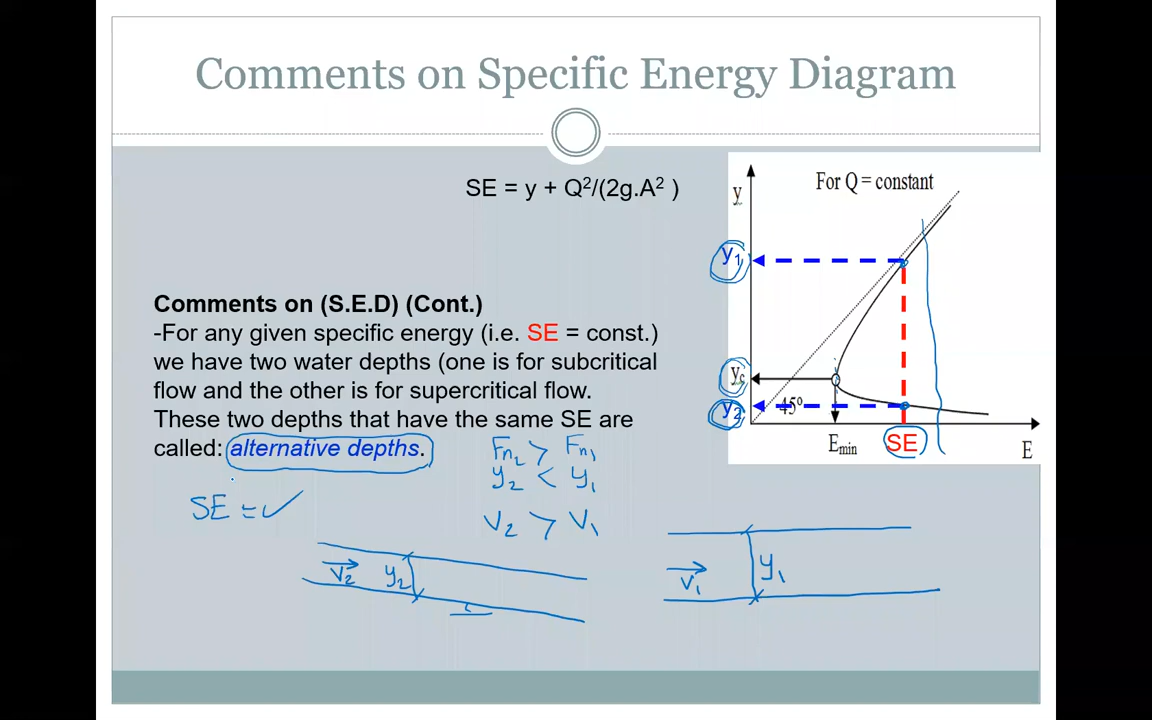 Comments on Specific Energy Diagram
SE = y + Q²/(2g.A² )
For Q = constant
y
y₁
y꜀
y₂
45º
Eₘᵢₙ
SE
E
Comments on (S.E.D) (Cont.)
-For any given specific energy (i.e. SE = const.)
we have two water depths (one is for subcritical
flow and the other is for supercritical flow.
These two depths that have the same SE are
called: alternative depths.
Fn₂ > Fn₁
y₂ < y₁
V₂ > V₁
SE = ✓
V₂ y₂
V₁ y₁